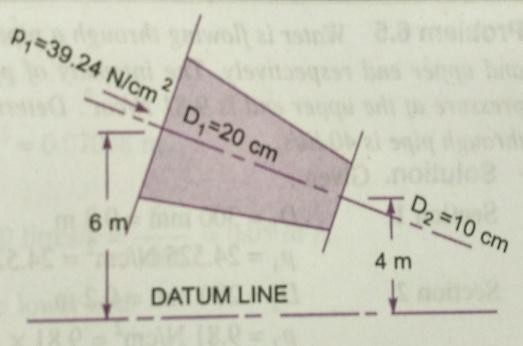 p₁=39.24 N/cm²
D₁=20 cm
D₂=10 cm
6 m
4 m
DATUM LINE